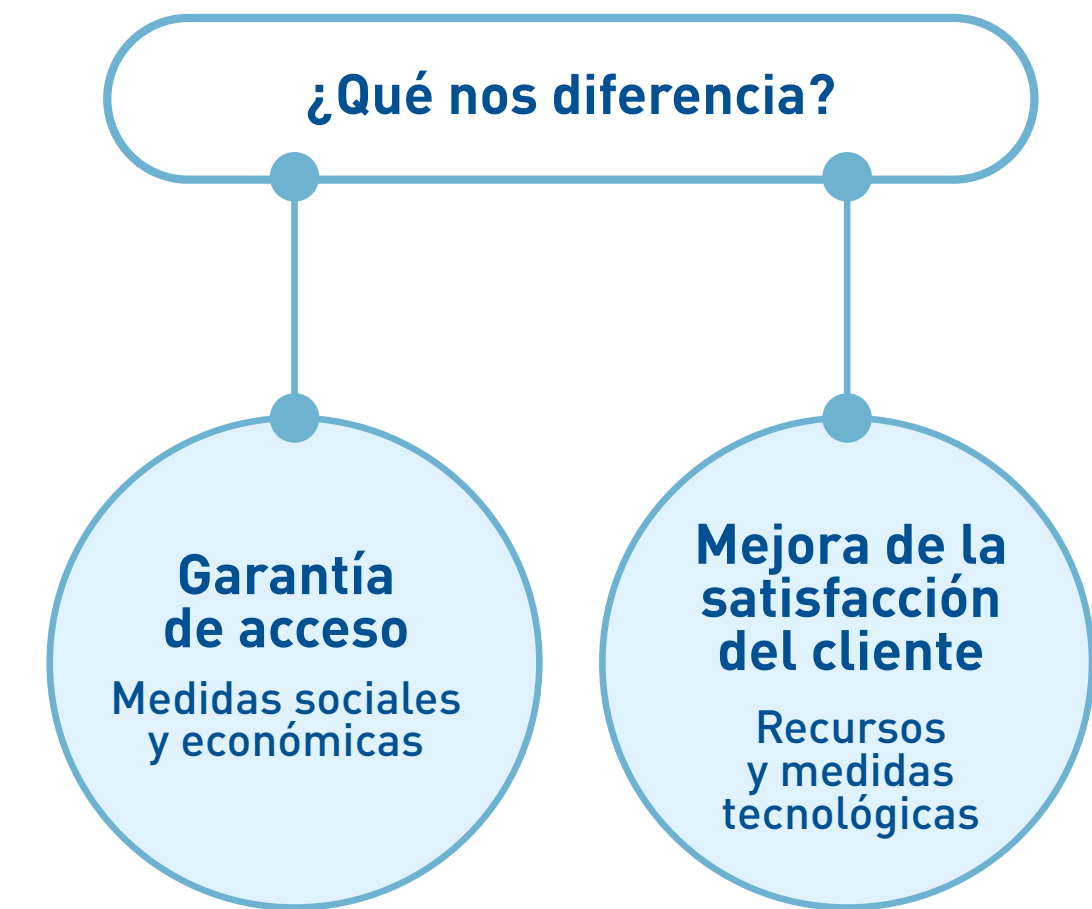 ¿Qué nos diferencia?
Garantía
de acceso
Medidas sociales
y económicas
Mejora de la
satisfacción
del cliente
Recursos
y medidas
tecnológicas